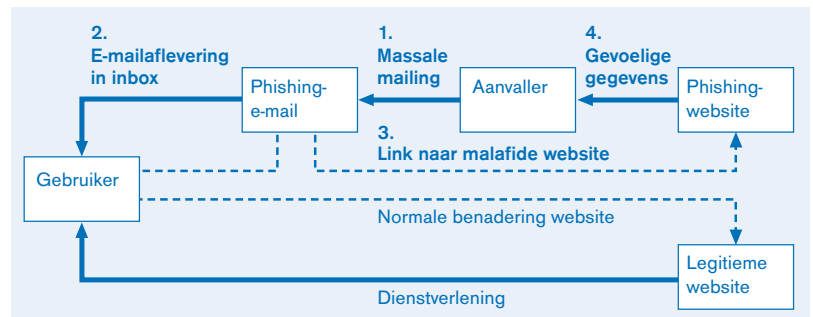 2.
E-mailaflevering
in inbox
1.
Massale
mailing
4.
Gevoelige
gegevens
Phishing-
e-mail
Aanvaller
Phishing-
website
3.
Link naar malafide website
Gebruiker
Normale benadering website
Legitieme
website
Dienstverlening